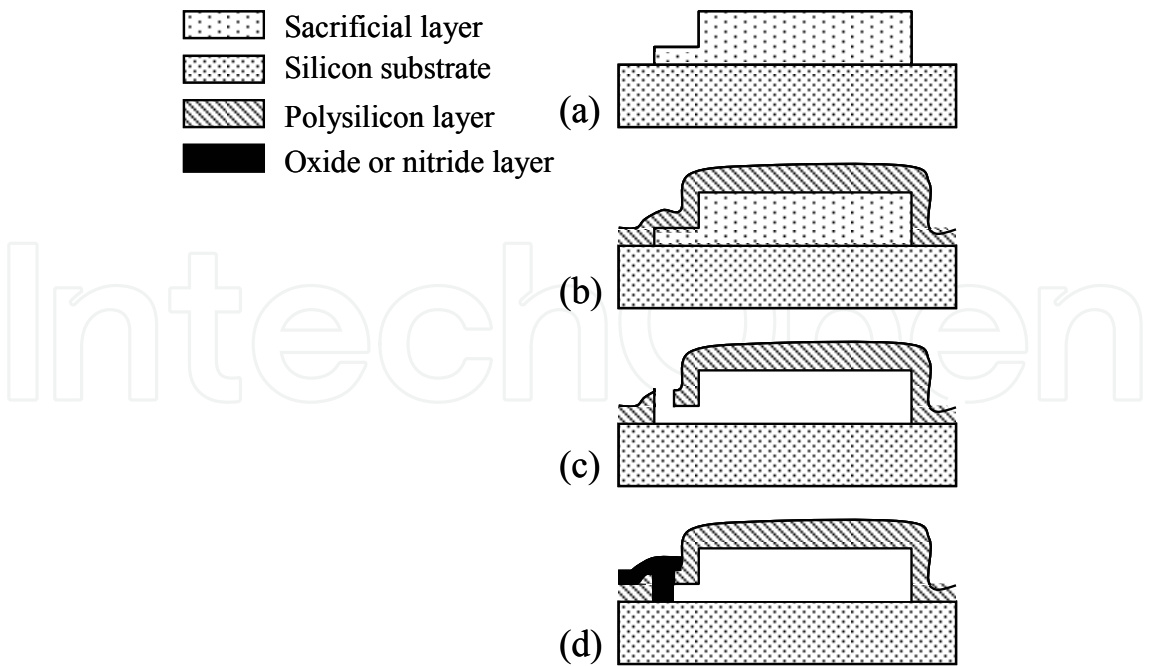 Sacrificial layer
Silicon substrate
Polysilicon layer
Oxide or nitride layer
(a)
(b)
IntechOpen
(c)
(d)